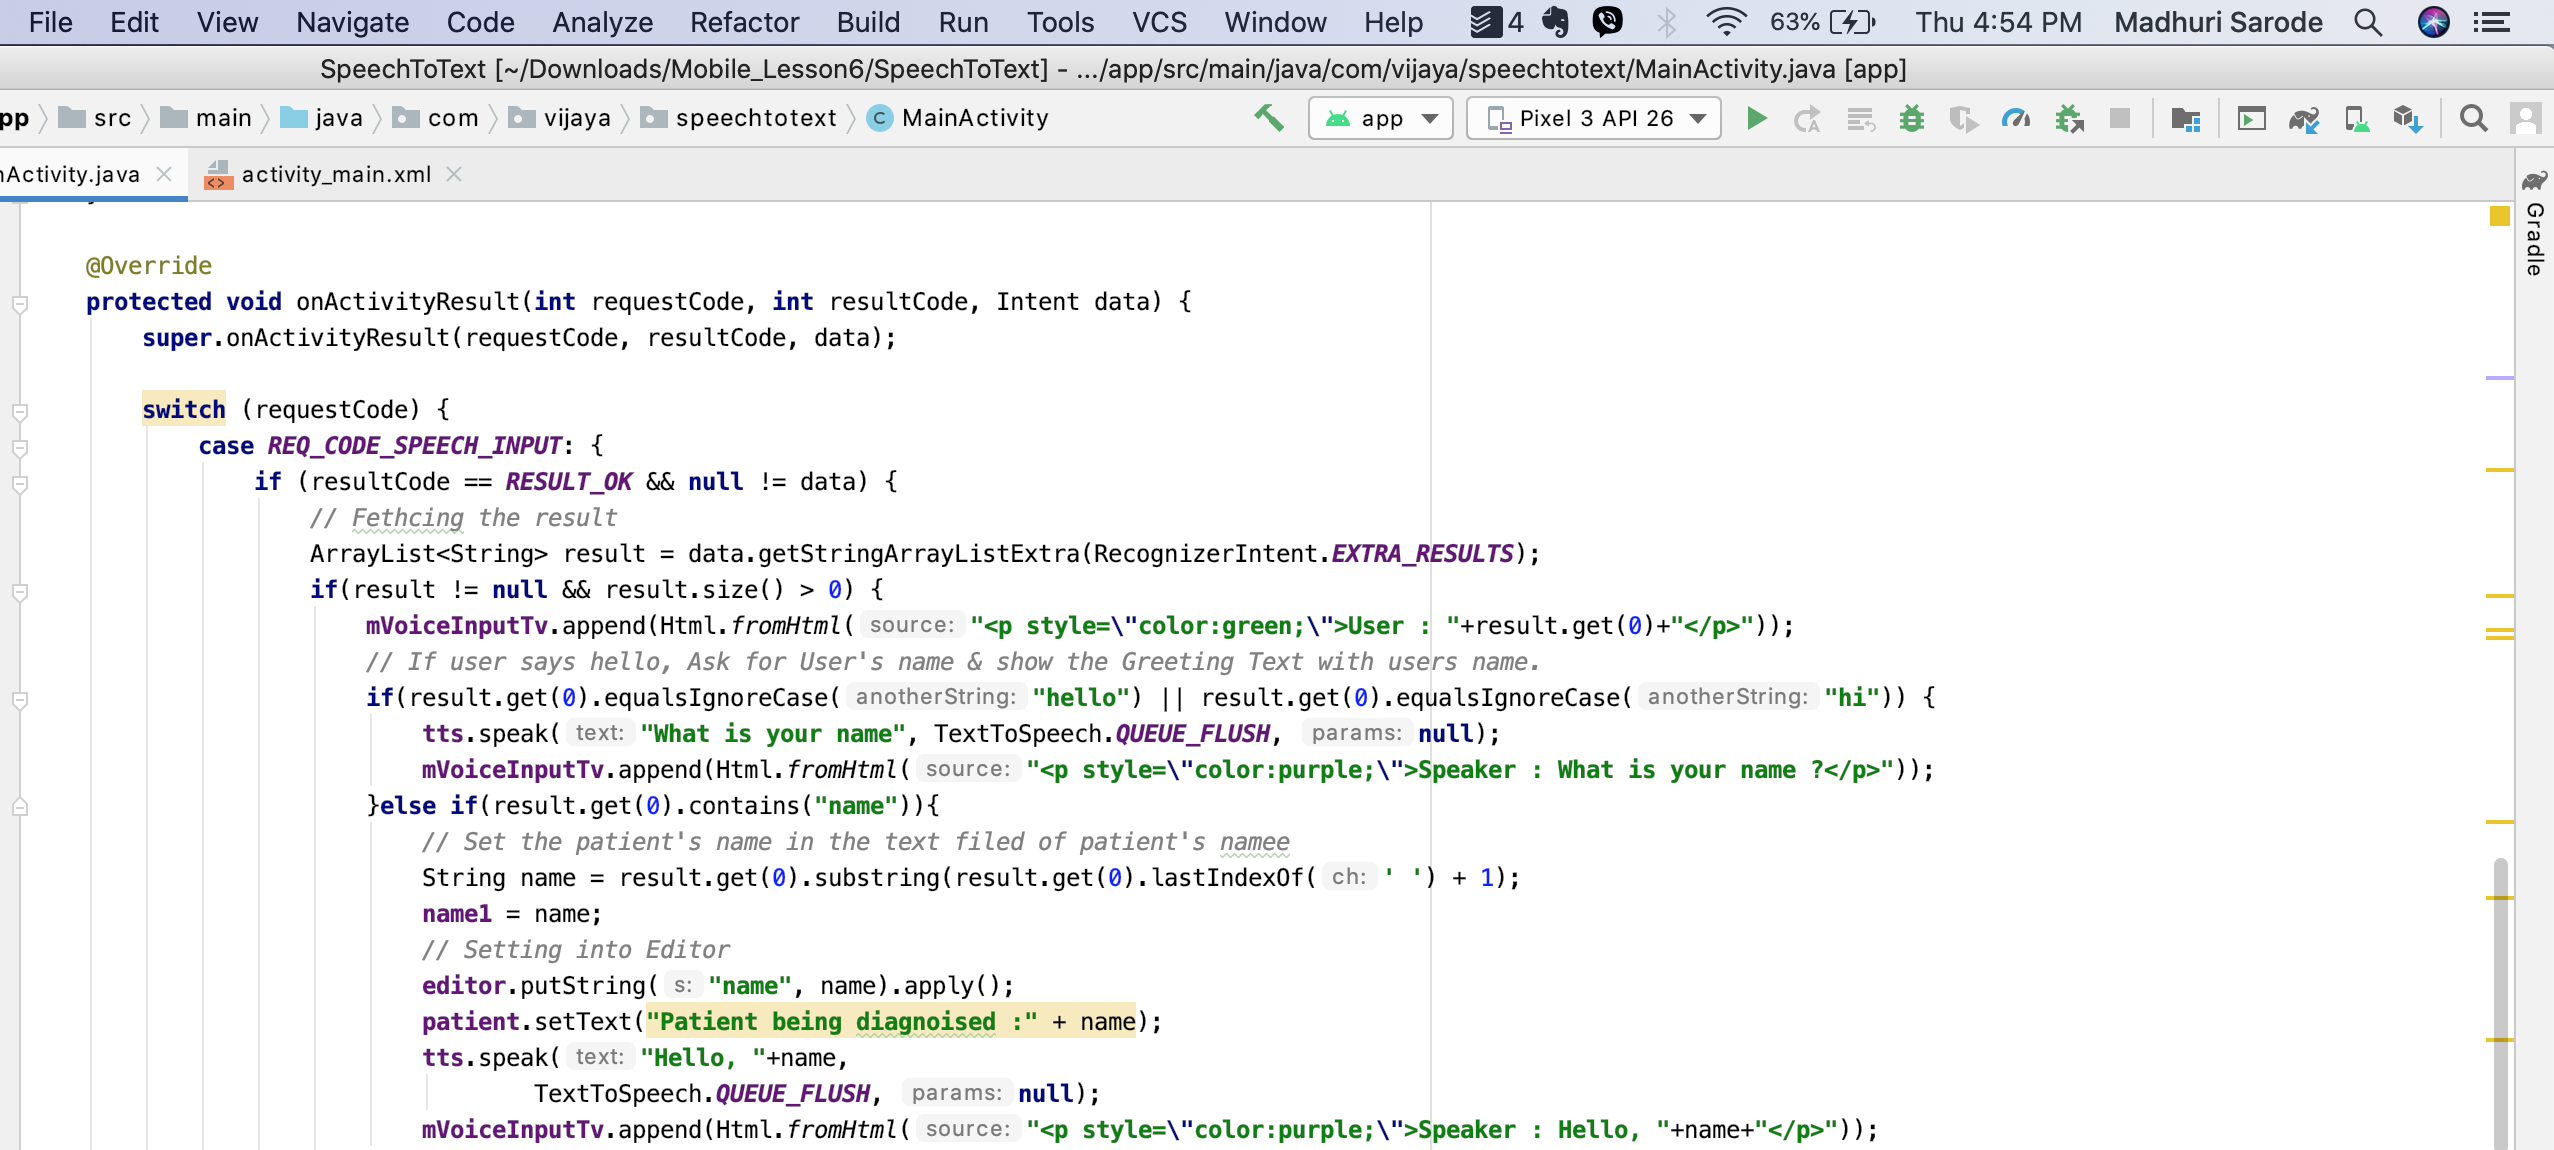 File Edit View Navigate Code Analyze Refactor Build Run Tools VCS Window Help 4 63% Thu 4:54 PM Madhuri Sarode
SpeechToText [~/Downloads/Mobile_Lesson6/SpeechToText] - .../app/src/main/java/com/vijaya/speechtotext/MainActivity.java [app]
pp src main java com vijaya speechtotext C MainActivity app Pixel 3 API 26
nActivity.java activity_main.xml
Gradle
@Override
protected void onActivityResult(int requestCode, int resultCode, Intent data) {
super.onActivityResult(requestCode, resultCode, data);
switch (requestCode) {
case REQ_CODE_SPEECH_INPUT: {
if (resultCode == RESULT_OK && null != data) {
// Fethcing the result
ArrayList<String> result = data.getStringArrayListExtra(RecognizerIntent.EXTRA_RESULTS);
if(result != null && result.size() > 0) {
mVoiceInputTv.append(Html.fromHtml( source: "<p style=\"color:green;\">User : "+result.get(0)+"</p>"));
// If user says hello, Ask for User's name & show the Greeting Text with users name.
if(result.get(0).equalsIgnoreCase( anotherString: "hello") || result.get(0).equalsIgnoreCase( anotherString: "hi")) {
tts.speak( text: "What is your name", TextToSpeech.QUEUE_FLUSH, params: null);
mVoiceInputTv.append(Html.fromHtml( source: "<p style=\"color:purple;\">Speaker : What is your name ?</p>"));
}else if(result.get(0).contains("name")){
// Set the patient's name in the text filed of patient's namee
String name = result.get(0).substring(result.get(0).lastIndexOf( ch: ' ') + 1);
name1 = name;
// Setting into Editor
editor.putString( s: "name", name).apply();
patient.setText("Patient being diagnoised :" + name);
tts.speak( text: "Hello, "+name,
TextToSpeech.QUEUE_FLUSH, params: null);
mVoiceInputTv.append(Html.fromHtml( source: "<p style=\"color:purple;\">Speaker : Hello, "+name+"</p>"));